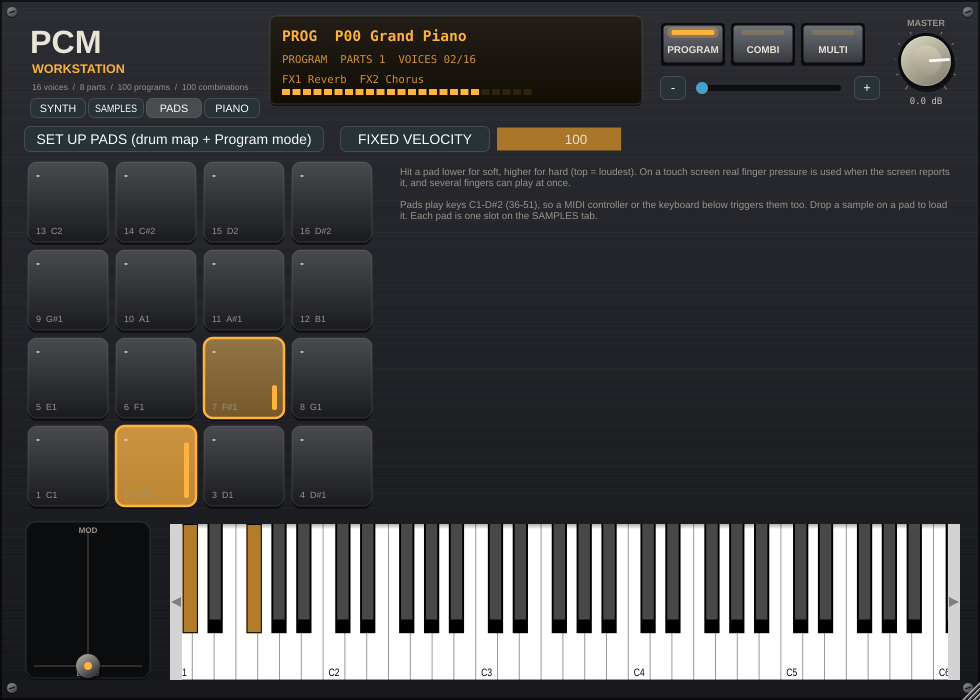 PCM
WORKSTATION
16 voices / 8 parts / 100 programs / 100 combinations
SYNTH SAMPLES PADS PIANO
PROG P00 Grand Piano
PROGRAM PARTS 1 VOICES 02/16
FX1 Reverb FX2 Chorus
PROGRAM COMBI MULTI
- +
MASTER
0.0 dB
SET UP PADS (drum map + Program mode) FIXED VELOCITY 100
Hit a pad lower for soft, higher for hard (top = loudest). On a touch screen real finger pressure is used when the screen reports
it, and several fingers can play at once.
Pads play keys C1-D#2 (36-51), so a MIDI controller or the keyboard below triggers them too. Drop a sample on a pad to load
it. Each pad is one slot on the SAMPLES tab.
- - - -
13 C2 14 C#2 15 D2 16 D#2
- - - -
9 G#1 10 A1 11 A#1 12 B1
- - - -
5 E1 6 F1 7 F#1 8 G1
- - - -
1 C1 3 D1 4 D#1
MOD
1 C2 C3 C4 C5 C6